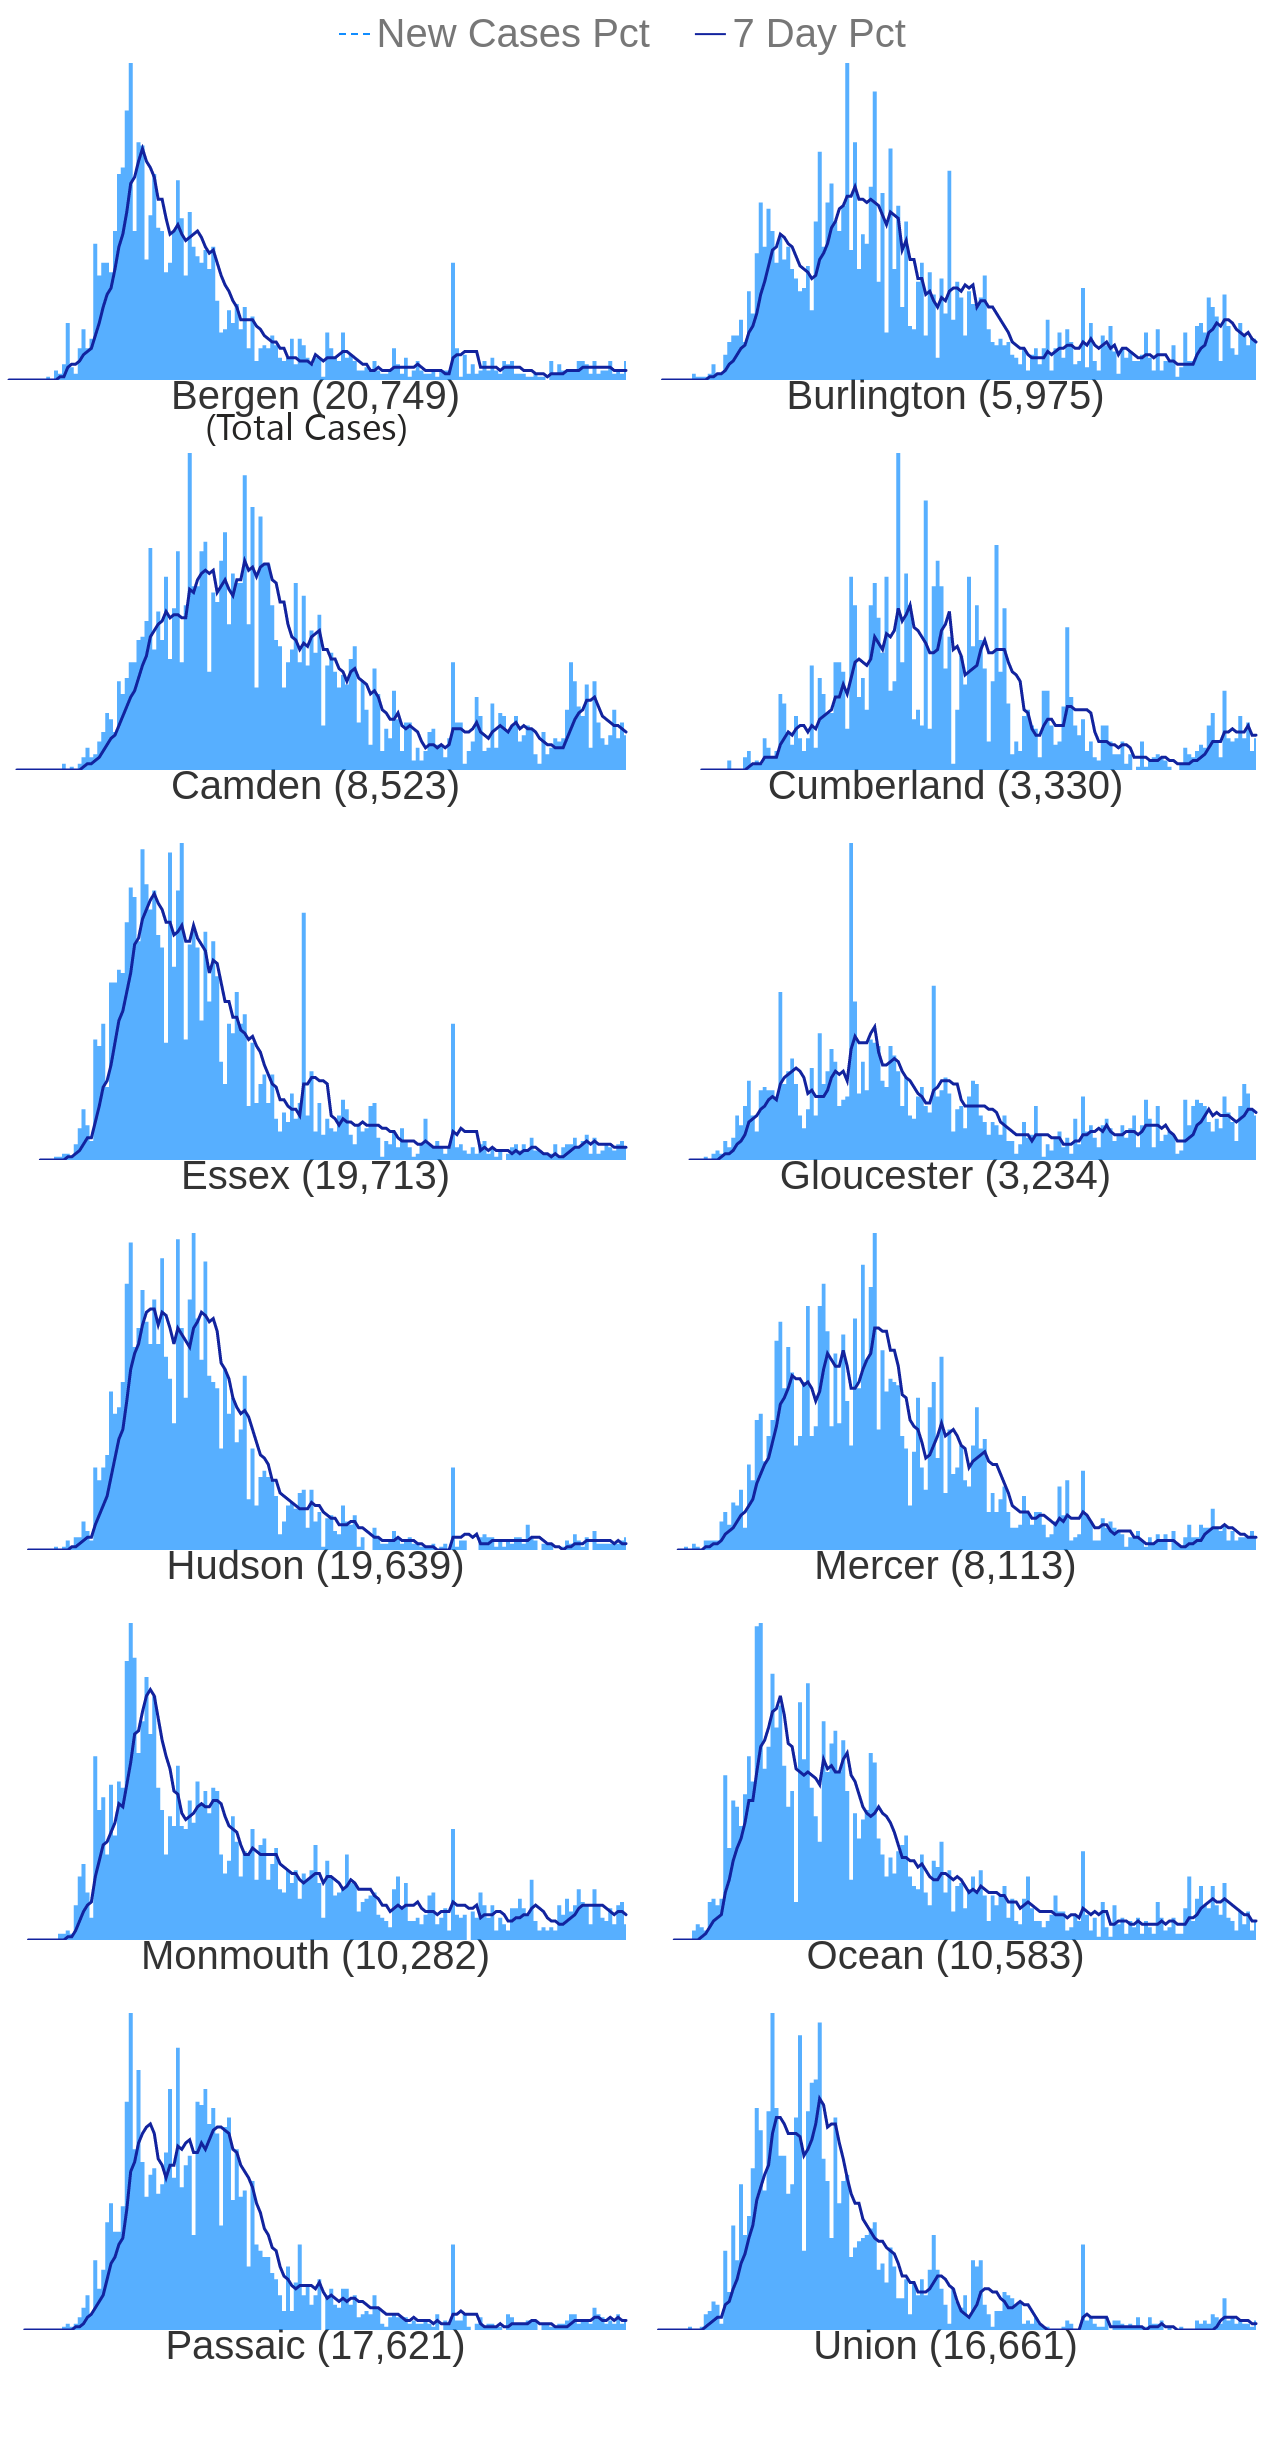 New Cases Pct 7 Day Pct
Bergen (20,749) Burlington (5,975)
(Total Cases)
Camden (8,523) Cumberland (3,330)
Essex (19,713) Gloucester (3,234)
Hudson (19,639) Mercer (8,113)
Monmouth (10,282) Ocean (10,583)
Passaic (17,621) Union (16,661)